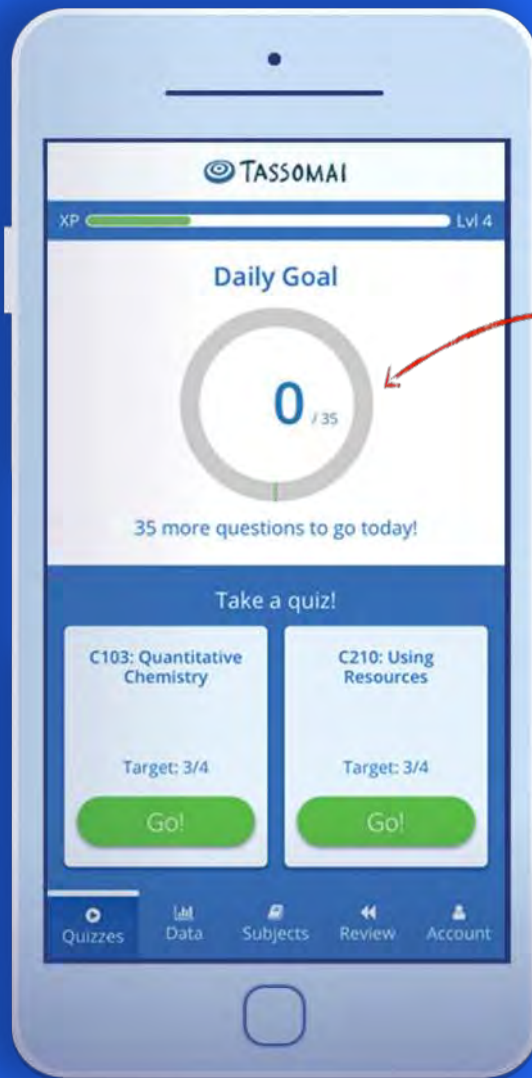 TASSOMAI
XP Lvl 4
Daily Goal
0 / 35
35 more questions to go today!
Take a quiz!
C103: Quantitative
Chemistry
Target: 3/4
Go!
C210: Using
Resources
Target: 3/4
Go!
Quizzes Data Subjects Review Account